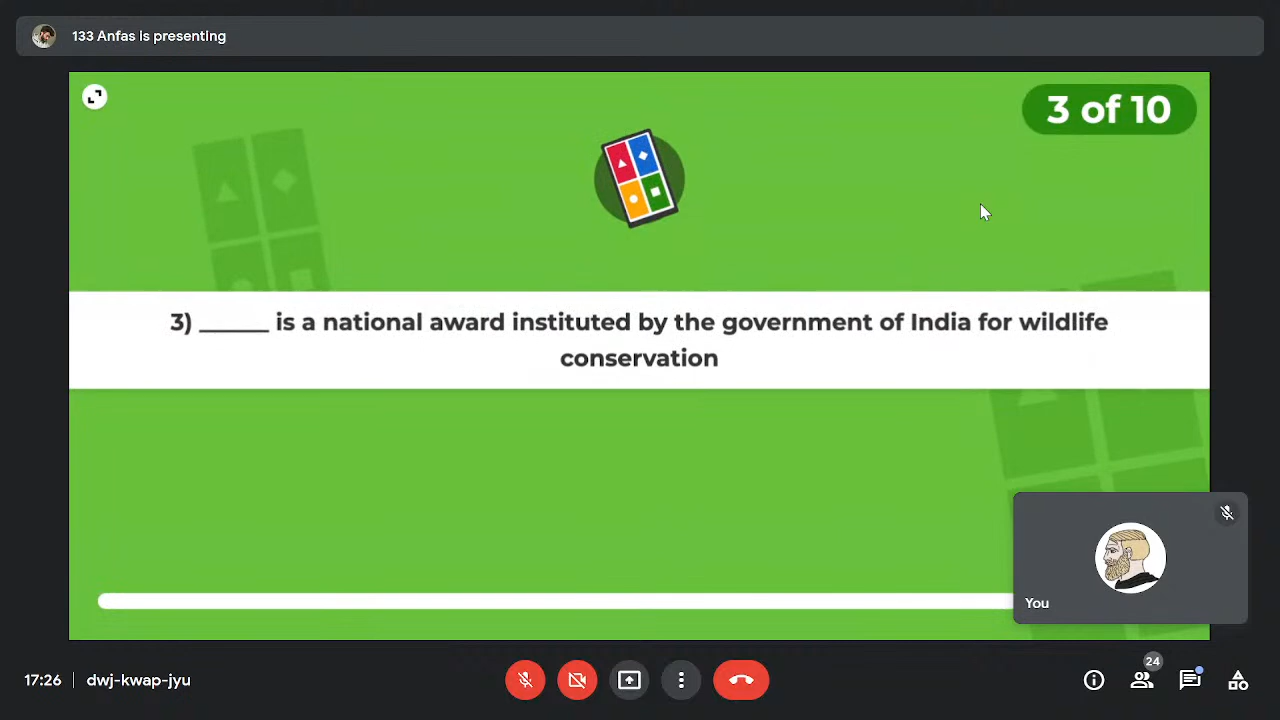 133 Anfas is presenting
3 of 10
3) ______ is a national award instituted by the government of India for wildlife
conservation
You
24
17:26 | dwj-kwap-jyu